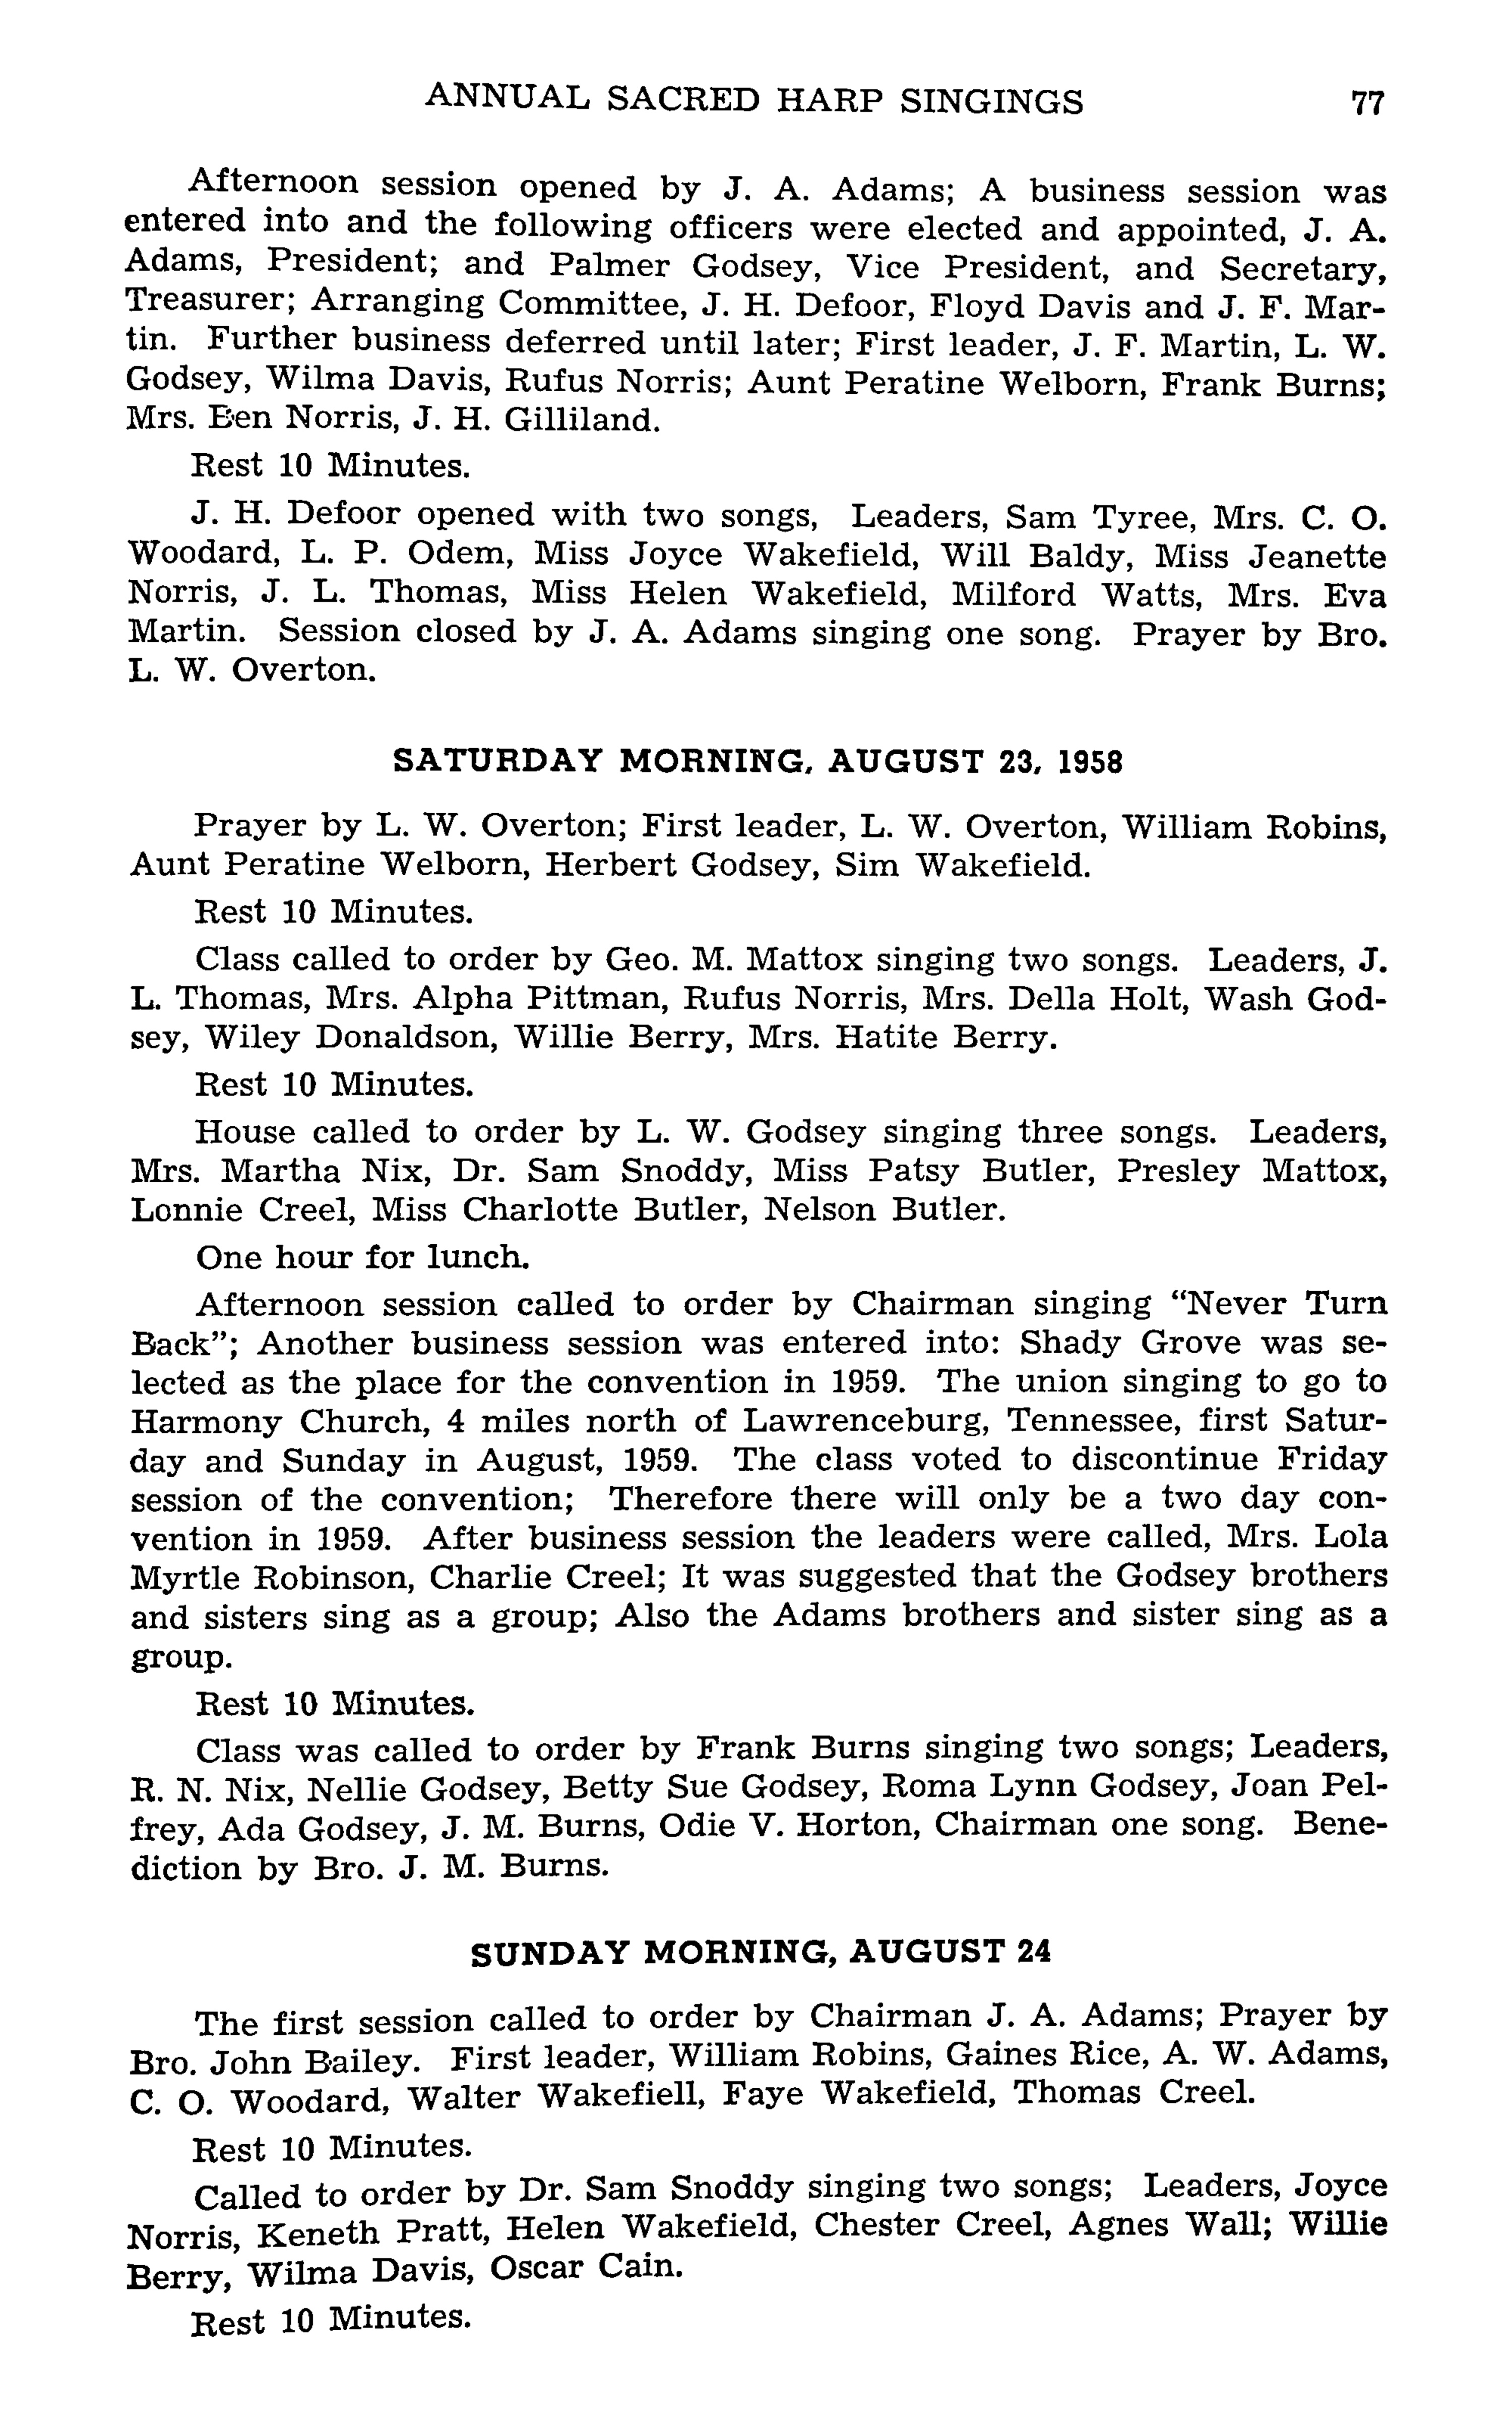 ANNUAL SACRED HARP SINGINGS 77
Afternoon session opened by J. A. Adams; A business session was
entered into and the following officers were elected and appointed, J. A.
Adams, President; and Palmer Godsey, Vice President, and Secretary,
Treasurer; Arranging Committee, J. H. Defoor, Floyd Davis and J. F. Mar-
tin. Further business deferred until later; First leader, J. F. Martin, L. W.
Godsey, Wilma Davis, Rufus Norris; Aunt Peratine Welborn, Frank Burns;
Mrs. Ben Norris, J. H. Gilliland.
Rest 10 Minutes.
J. H. Defoor opened with two songs, Leaders, Sam Tyree, Mrs. C. O.
Woodard, L. P. Odem, Miss Joyce Wakefield, Will Baldy, Miss Jeanette
Norris, J. L. Thomas, Miss Helen Wakefield, Milford Watts, Mrs. Eva
Martin. Session closed by J. A. Adams singing one song. Prayer by Bro.
L. W. Overton.
SATURDAY MORNING, AUGUST 23, 1958
Prayer by L. W. Overton; First leader, L. W. Overton, William Robins,
Aunt Peratine Welborn, Herbert Godsey, Sim Wakefield.
Rest 10 Minutes.
Class called to order by Geo. M. Mattox singing two songs. Leaders, J.
L. Thomas, Mrs. Alpha Pittman, Rufus Norris, Mrs. Della Holt, Wash God-
sey, Wiley Donaldson, Willie Berry, Mrs. Hatite Berry.
Rest 10 Minutes.
House called to order by L. W. Godsey singing three songs. Leaders,
Mrs. Martha Nix, Dr. Sam Snoddy, Miss Patsy Butler, Presley Mattox,
Lonnie Creel, Miss Charlotte Butler, Nelson Butler.
One hour for lunch.
Afternoon session called to order by Chairman singing “Never Turn
Back”; Another business session was entered into: Shady Grove was se-
lected as the place for the convention in 1959. The union singing to go to
Harmony Church, 4 miles north of Lawrenceburg, Tennessee, first Satur-
day and Sunday in August, 1959. The class voted to discontinue Friday
session of the convention; Therefore there will only be a two day con-
vention in 1959. After business session the leaders were called, Mrs. Lola
Myrtle Robinson, Charlie Creel; It was suggested that the Godsey brothers
and sisters sing as a group; Also the Adams brothers and sister sing as a
group.
Rest 10 Minutes.
Class was called to order by Frank Burns singing two songs; Leaders,
R. N. Nix, Nellie Godsey, Betty Sue Godsey, Roma Lynn Godsey, Joan Pel-
frey, Ada Godsey, J. M. Burns, Odie V. Horton, Chairman one song. Bene-
diction by Bro. J. M. Burns.
SUNDAY MORNING, AUGUST 24
The first session called to order by Chairman J. A. Adams; Prayer by
Bro. John Bailey. First leader, William Robins, Gaines Rice, A. W. Adams,
C. O. Woodard, Walter Wakefiell, Faye Wakefield, Thomas Creel.
Rest 10 Minutes.
Called to order by Dr. Sam Snoddy singing two songs; Leaders, Joyce
Norris, Keneth Pratt, Helen Wakefield, Chester Creel, Agnes Wall; Willie
Berry, Wilma Davis, Oscar Cain.
Rest 10 Minutes.